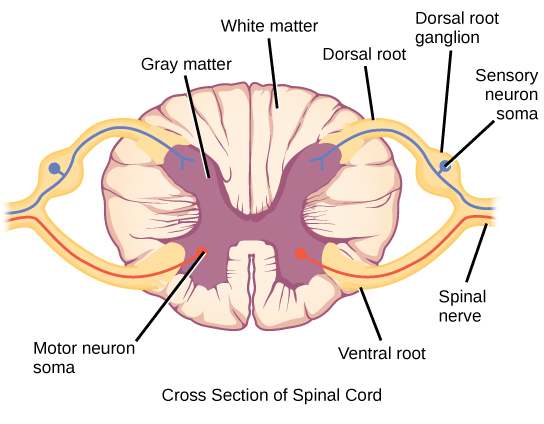 Dorsal root
ganglion
White matter
Dorsal root
Gray matter
Sensory
neuron
soma
Spinal
nerve
Motor neuron
soma
Ventral root
Cross Section of Spinal Cord